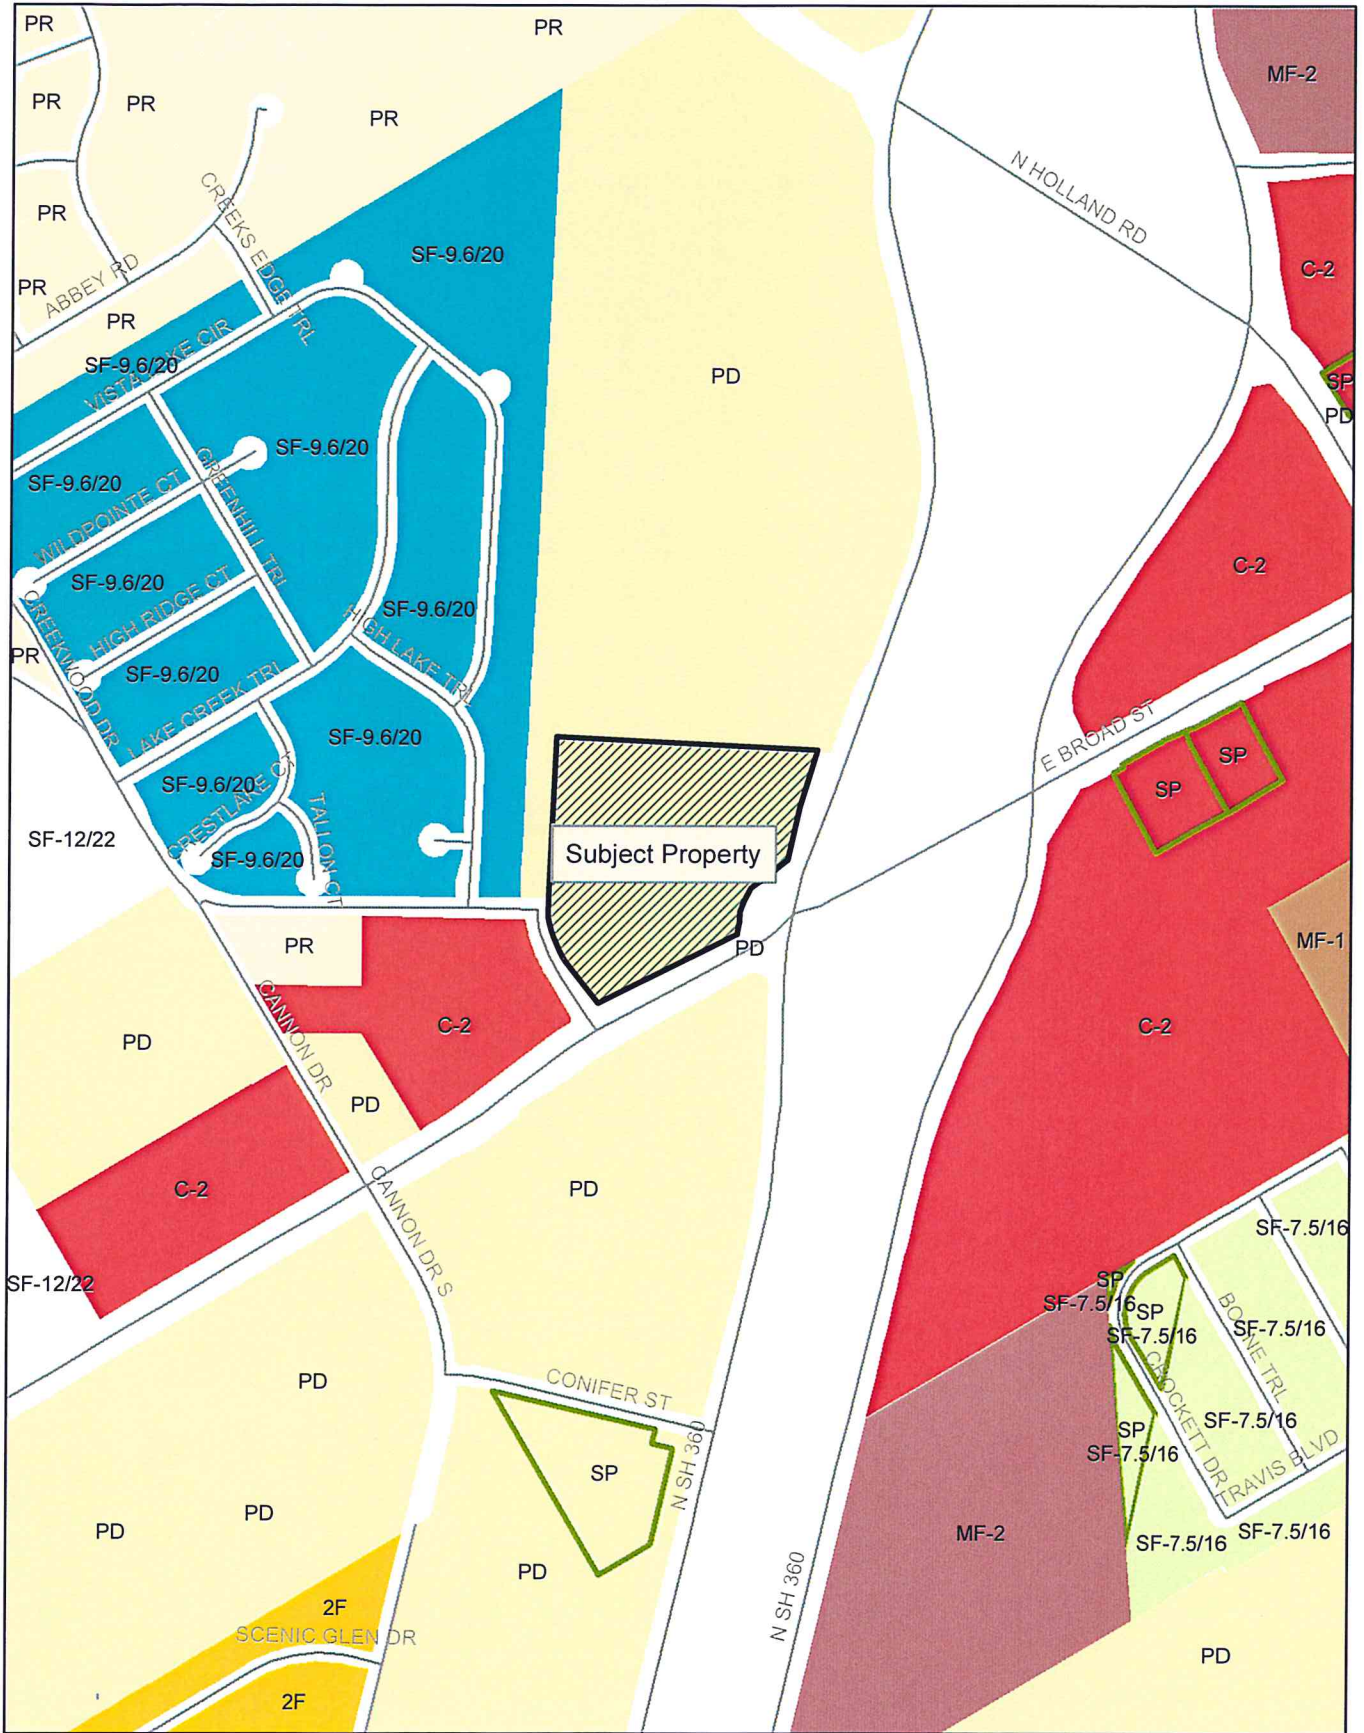 PR
PR
MF-2
PR
PR
PR
N HOLLAND RD
CREEKS EDGE TRL
PR
SF-9.6/20
C-2
PR
ABBEY RD
PR
VISTA LAKE CIR
SF-9.6/20
PD
SP
PD
SF-9.6/20
SF-9.6/20
GREENHILL TRL
WILDPOINTE CT
C-2
SF-9.6/20
HIGH RIDGE CT
SF-9.6/20
HIGH LAKE TRL
PR
CREEKWOOD DR
SF-9.6/20
LAKE CREEK TRL
SF-9.6/20
E BROAD ST
SP
SP
SF-9.6/20
CRESTLAKE CT
TALLON CT
SF-12/22
SF-9.6/20
Subject Property
PR
PD
MF-1
CANNON DR
C-2
C-2
PD
PD
C-2
PD
CANNON DR S
SF-7.5/16
SF-12/22
SP
SF-7.5/16
SP
SF-7.5/16
BOONE TRL
SF-7.5/16
PD
CONIFER ST
CROCKETT DR
SF-7.5/16
SP
SF-7.5/16
N SH 360
SP
TRAVIS BLVD
PD
PD
MF-2
SF-7.5/16
SF-7.5/16
PD
N SH 360
2F
SCENIC GLEN DR
PD
2F